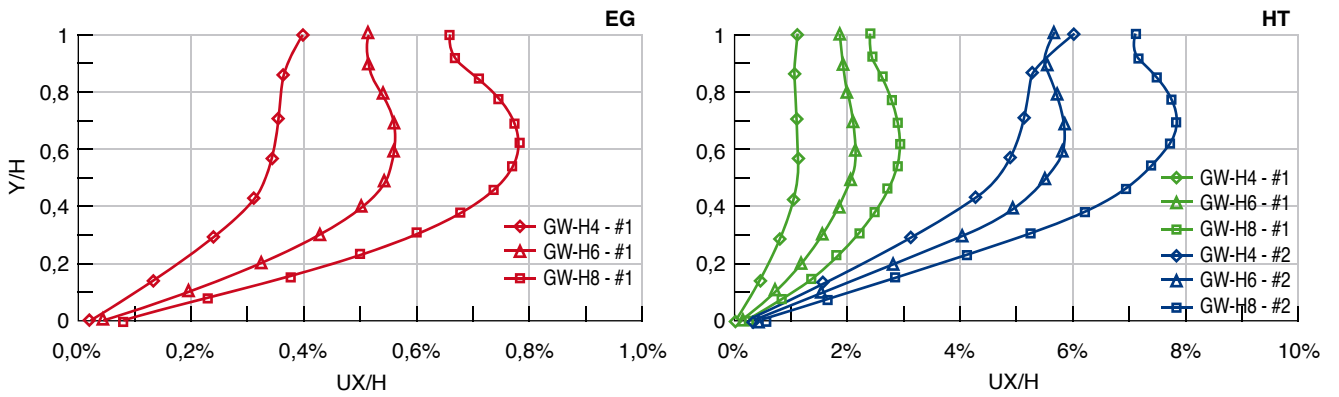 EG
Y/H
1
0,8
0,6
0,4
0,2
0
0,0% 0,2% 0,4% 0,6% 0,8% 1,0%
UX/H
GW-H4 - #1
GW-H6 - #1
GW-H8 - #1
HT
1
0,8
0,6
0,4
0,2
0
0% 2% 4% 6% 8% 10%
UX/H
GW-H4 - #1
GW-H6 - #1
GW-H8 - #1
GW-H4 - #2
GW-H6 - #2
GW-H8 - #2